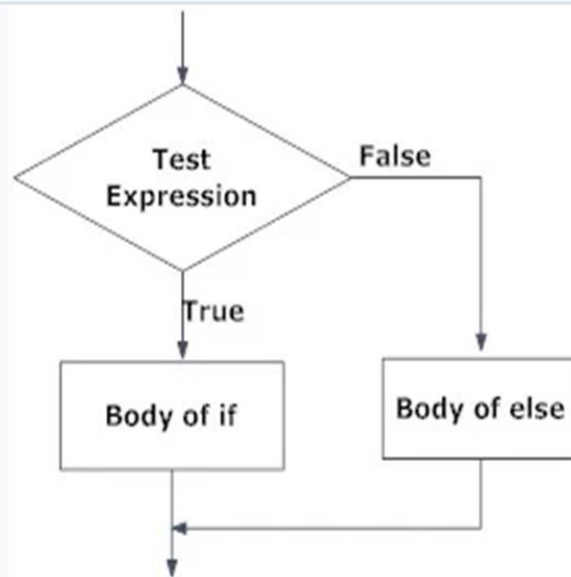 Test
Expression
False
True
Body of if
Body of else